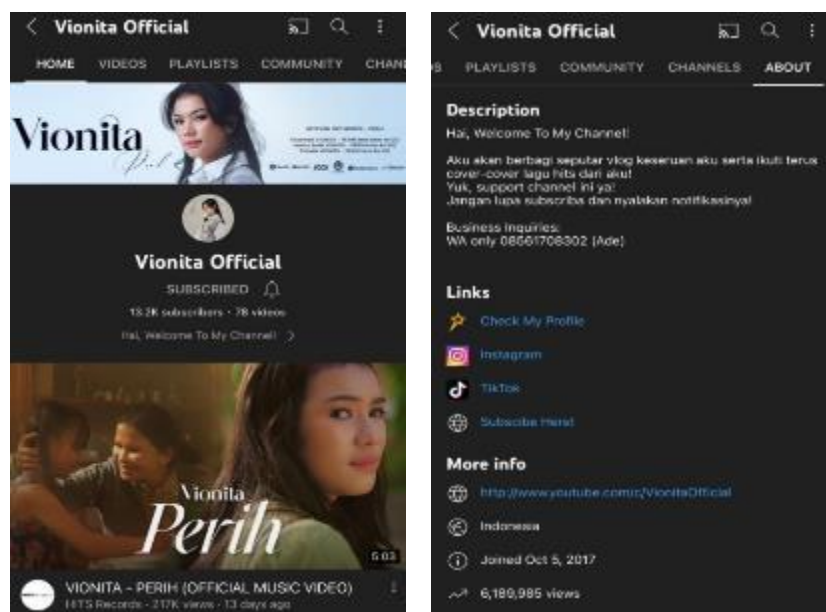 Vionita Official
HOME VIDEOS PLAYLISTS COMMUNITY CHAN
Vionita
Vionita Official
SUBSCRIBED
13.2K subscribers · 78 videos
Hai, Welcome To My Channel!
Vionita
Perih
5:03
VIONITA - PERIH (OFFICIAL MUSIC VIDEO)
HITS Records · 217K views · 13 days ago
Vionita Official
S PLAYLISTS COMMUNITY CHANNELS ABOUT
Description
Hai, Welcome To My Channel!
Aku akan berbagi seputar vlog keseruan aku serta ikuti terus
cover-cover lagu hits dari aku!
Yuk, support channel ini ya!
Jangan lupa subscribe dan nyalakan notifikasinya!
Business Inquiries:
WA only 08561708302 (Ade)
Links
Check My Profile
Instagram
TikTok
Subscibe Here!
More info
http://www.youtube.com/c/VionitaOfficial
Indonesia
Joined Oct 5, 2017
6,189,985 views